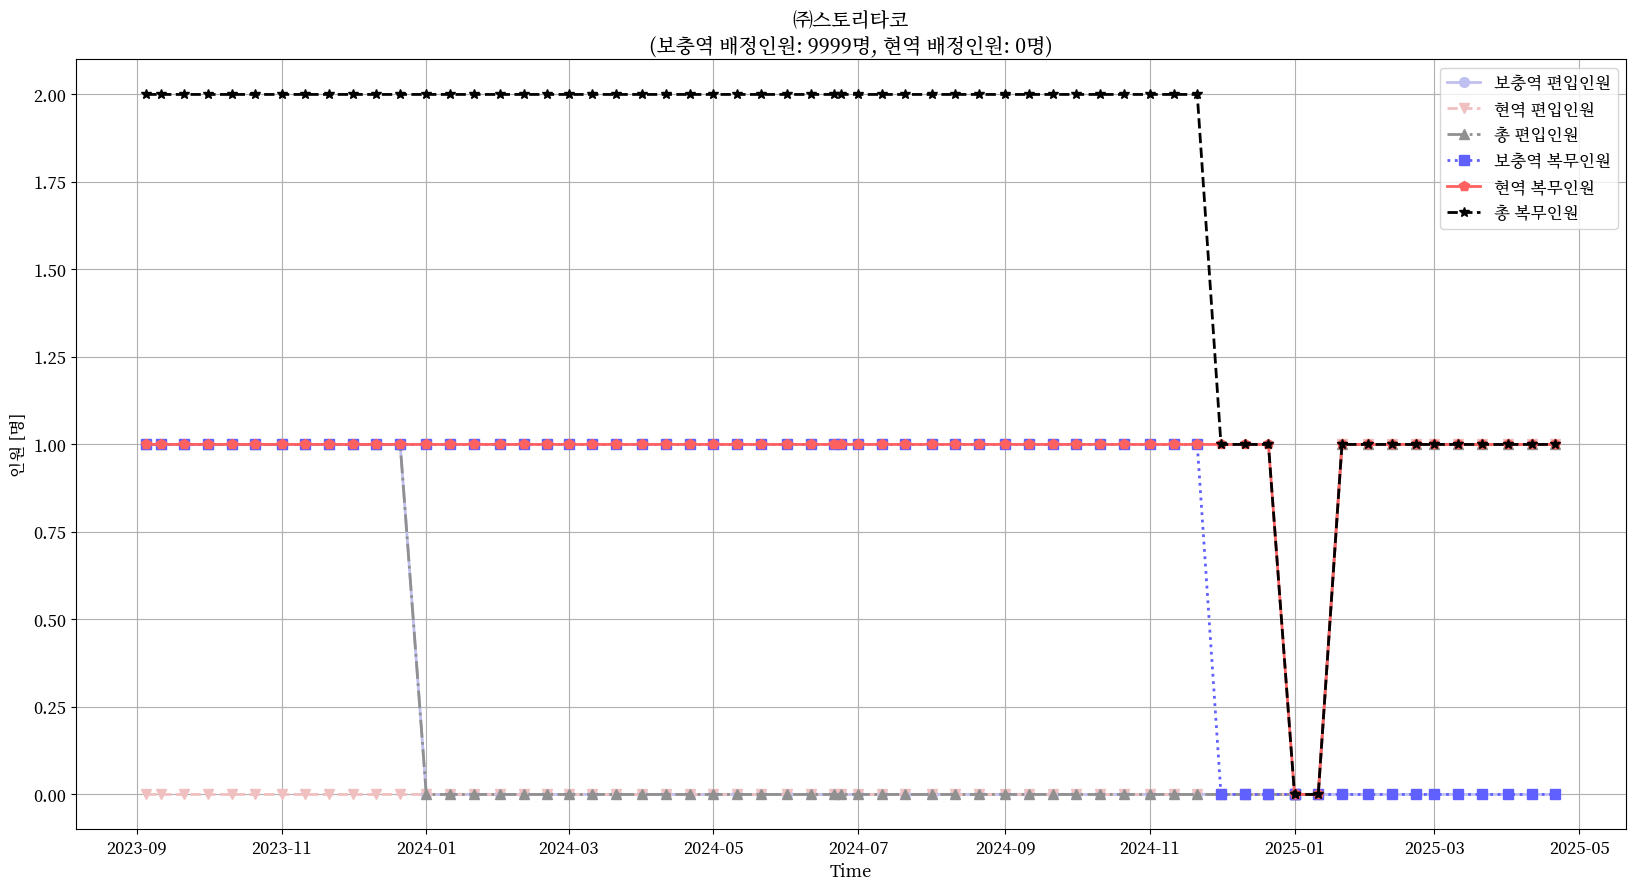 ㈜스토리타코
(보충역 배정인원: 9999명, 현역 배정인원: 0명)
보충역 편입인원
현역 편입인원
총 편입인원
보충역 복무인원
현역 복무인원
총 복무인원
인원 [명]
2.00
1.75
1.50
1.25
1.00
0.75
0.50
0.25
0.00
2023-09
2023-11
2024-01
2024-03
2024-05
2024-07
2024-09
2024-11
2025-01
2025-03
2025-05
Time